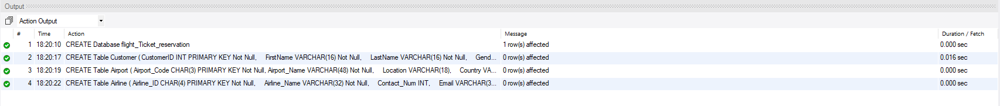 Output
Action Output
# Time Action Message Duration / Fetch
1 18:20:10 CREATE Database flight_Ticket_reservation 1 row(s) affected 0.000 sec
2 18:20:17 CREATE Table Customer ( CustomerID INT PRIMARY KEY Not Null, FirstName VARCHAR(16) Not Null, LastName VARCHAR(16) Not Null, Gend... 0 row(s) affected 0.016 sec
3 18:20:19 CREATE Table Airport ( Airport_Code CHAR(3) PRIMARY KEY Not Null, Airport_Name VARCHAR(48) Not Null, Location VARCHAR(18), Country VA... 0 row(s) affected 0.000 sec
4 18:20:22 CREATE Table Airline ( Airline_ID CHAR(4) PRIMARY KEY Not Null, Airline_Name VARCHAR(32) Not Null, Contact_Num INT, Email VARCHAR(3... 0 row(s) affected 0.000 sec